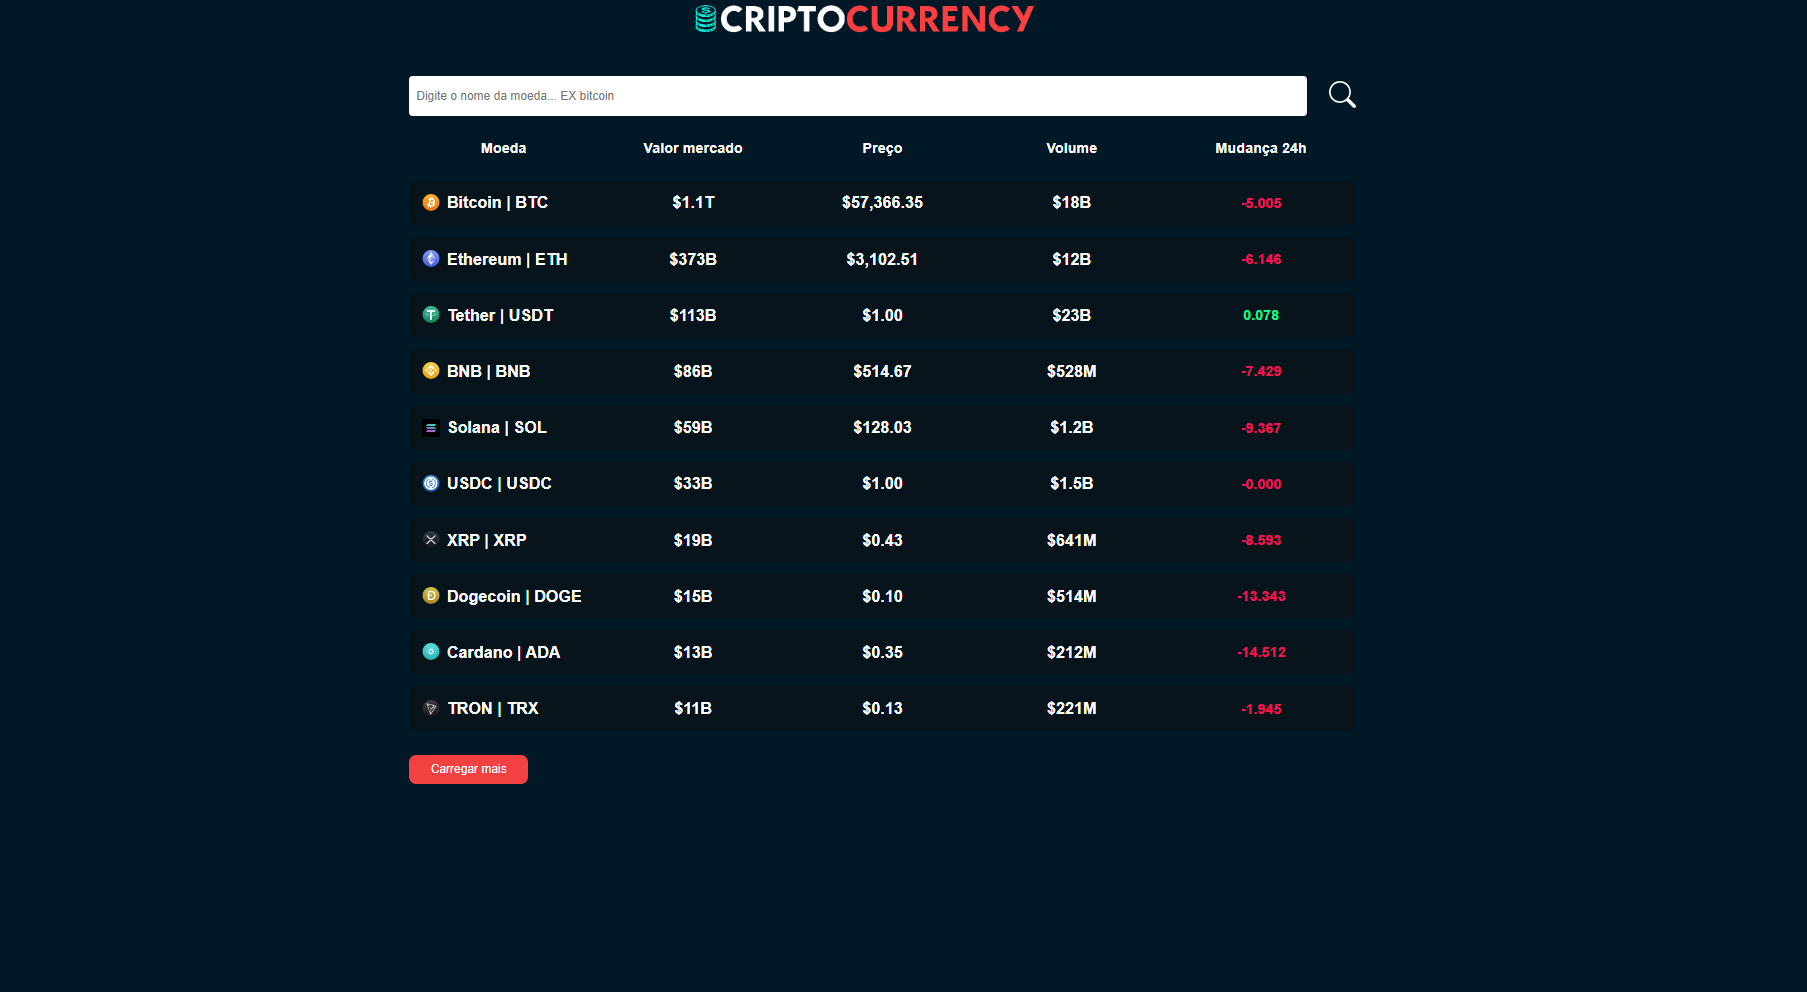 CRIPTOCURRENCY
Digite o nome da moeda... EX bitcoin
Moeda Valor mercado Preço Volume Mudança 24h
Bitcoin | BTC $1.1T $57,366.35 $18B -5.005
Ethereum | ETH $373B $3,102.51 $12B -6.146
Tether | USDT $113B $1.00 $23B 0.078
BNB | BNB $86B $514.67 $528M -7.429
Solana | SOL $59B $128.03 $1.2B -9.367
USDC | USDC $33B $1.00 $1.5B -0.000
XRP | XRP $19B $0.43 $641M -8.593
Dogecoin | DOGE $15B $0.10 $514M -13.343
Cardano | ADA $13B $0.35 $212M -14.512
TRON | TRX $11B $0.13 $221M -1.945
Carregar mais